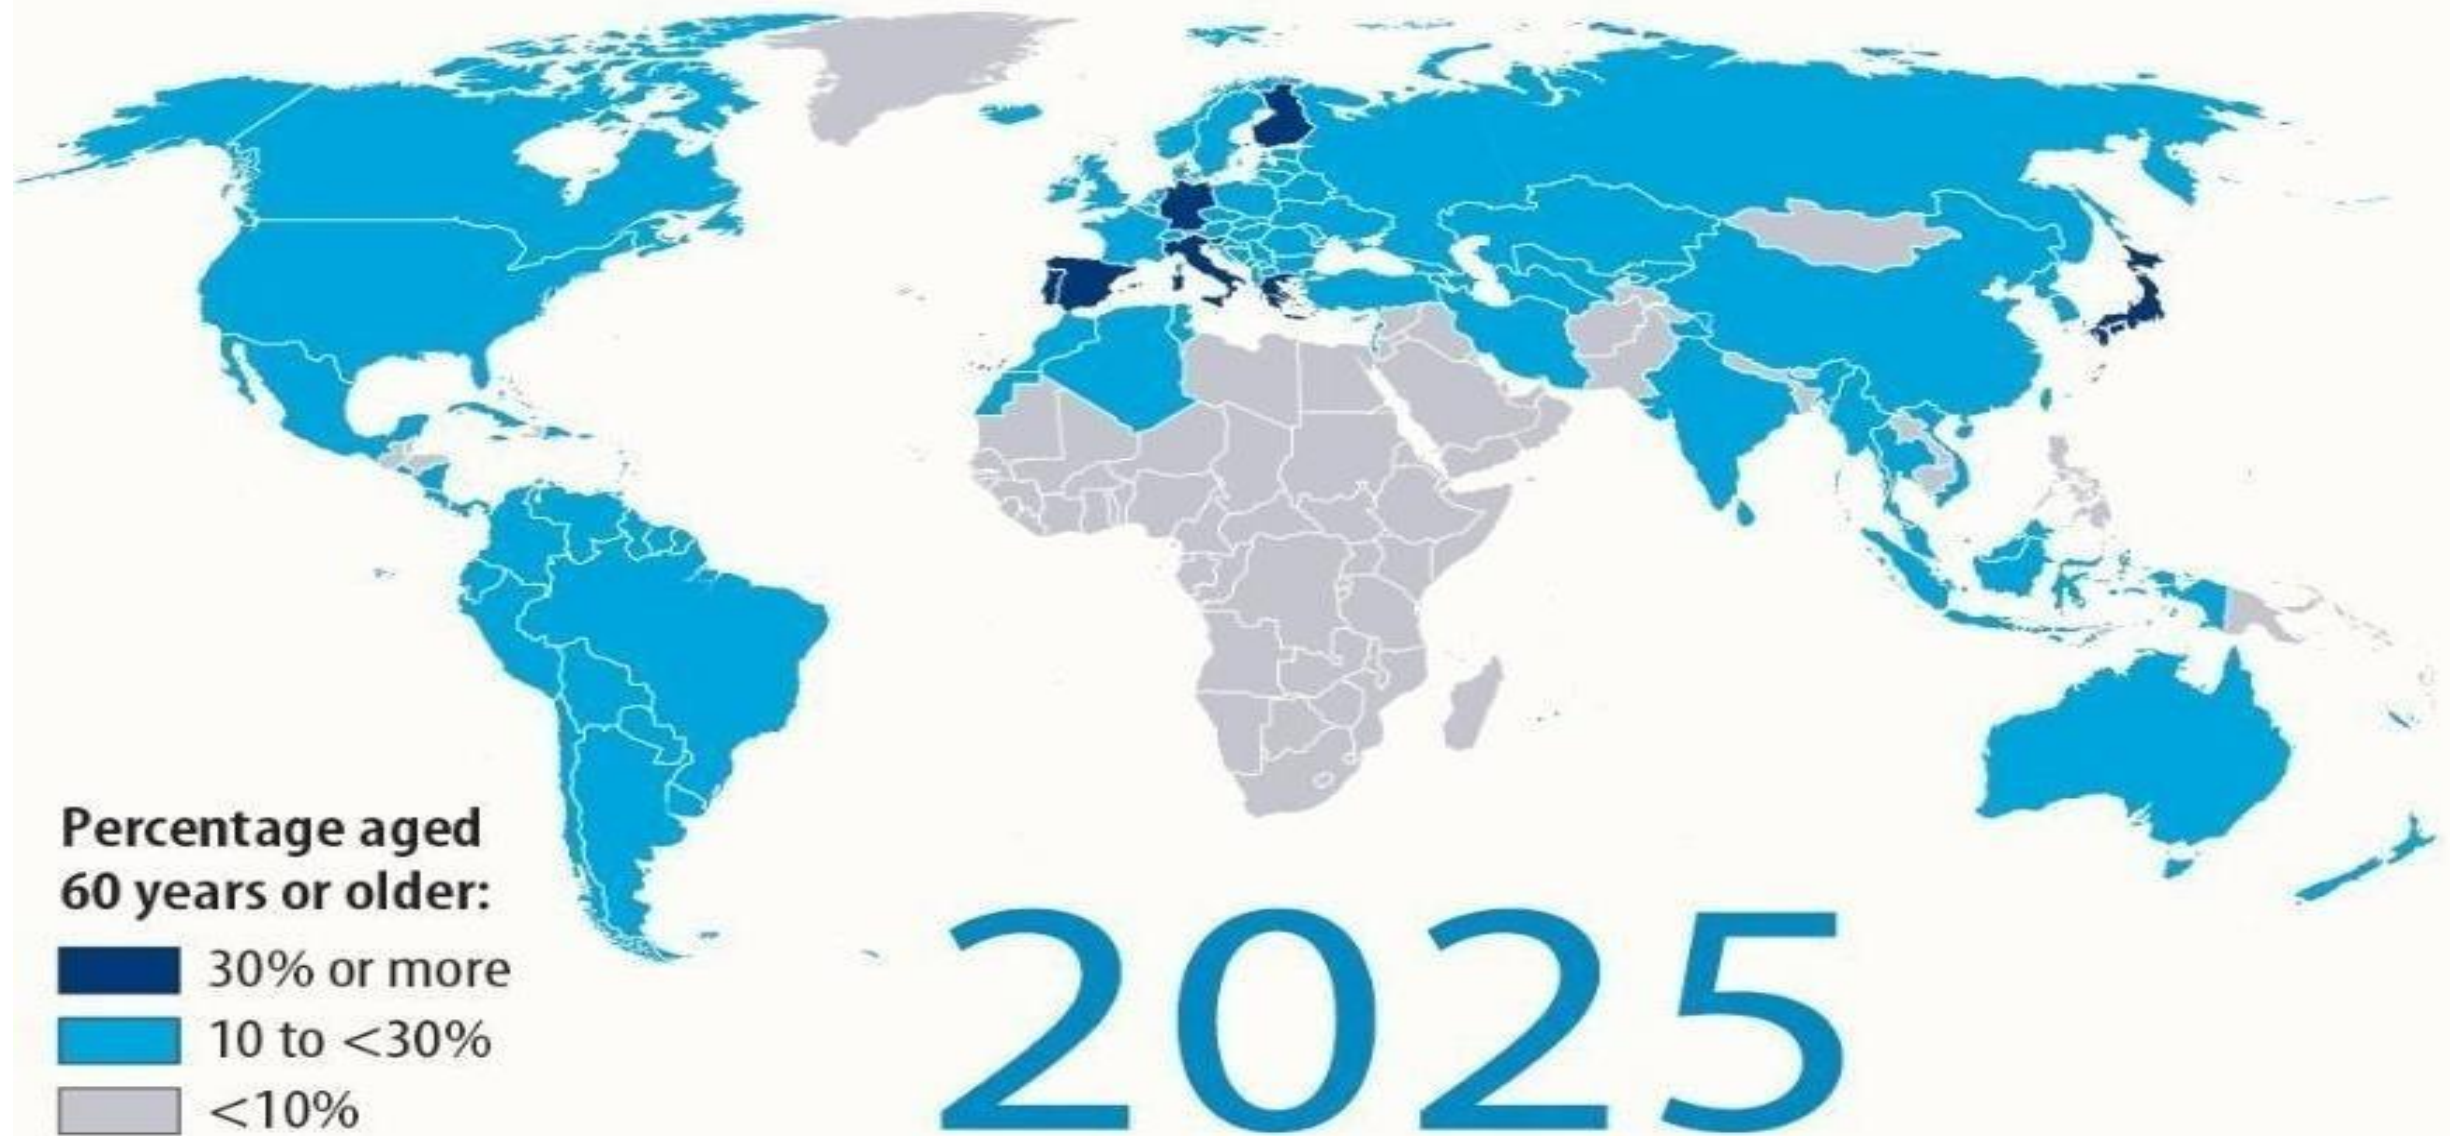 Percentage aged
60 years or older:
30% or more
10 to <30%
<10%
2025